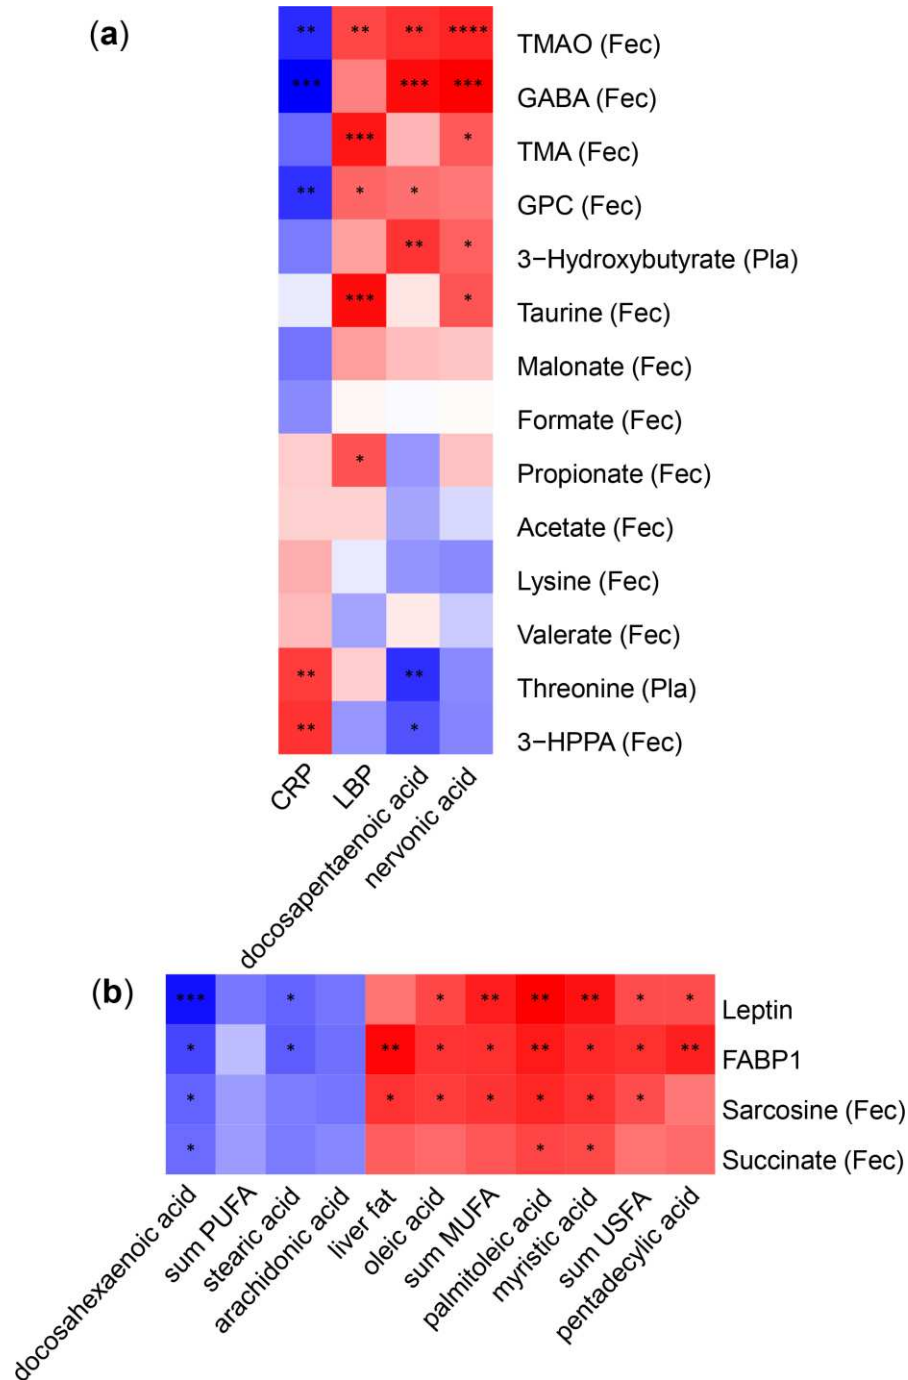 (a)
** ** ** **** TMAO (Fec)
*** *** *** GABA (Fec)
*** * TMA (Fec)
** * * GPC (Fec)
** * 3−Hydroxybutyrate (Pla)
*** * Taurine (Fec)
Malonate (Fec)
Formate (Fec)
* Propionate (Fec)
Acetate (Fec)
Lysine (Fec)
Valerate (Fec)
** ** Threonine (Pla)
** * 3−HPPA (Fec)
CRP
LBP
docosapentaenoic acid
nervonic acid
(b)
*** * * ** ** ** * * Leptin
* * ** * * ** * * ** FABP1
* * * * * * * Sarcosine (Fec)
* * * Succinate (Fec)
docosahexaenoic acid
sum PUFA
stearic acid
arachidonic acid
liver fat
oleic acid
sum MUFA
palmitoleic acid
myristic acid
sum USFA
pentadecylic acid